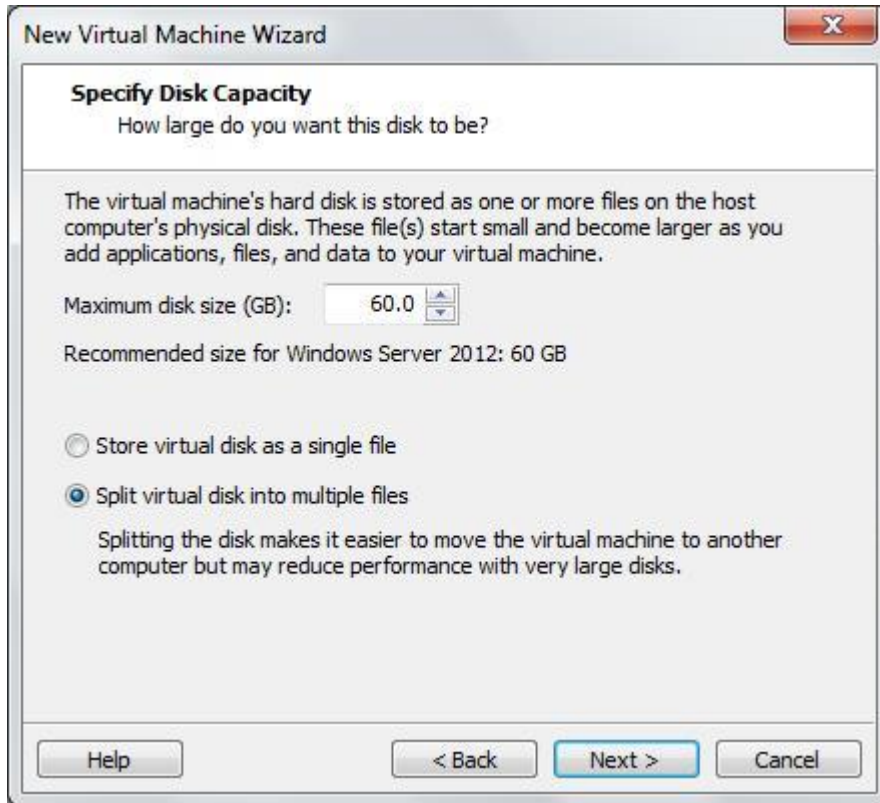 New Virtual Machine Wizard
X
Specify Disk Capacity
How large do you want this disk to be?
The virtual machine's hard disk is stored as one or more files on the host
computer's physical disk. These file(s) start small and become larger as you
add applications, files, and data to your virtual machine.
Maximum disk size (GB): 60.0
Recommended size for Windows Server 2012: 60 GB
Store virtual disk as a single file
Split virtual disk into multiple files
Splitting the disk makes it easier to move the virtual machine to another
computer but may reduce performance with very large disks.
Help < Back Next > Cancel